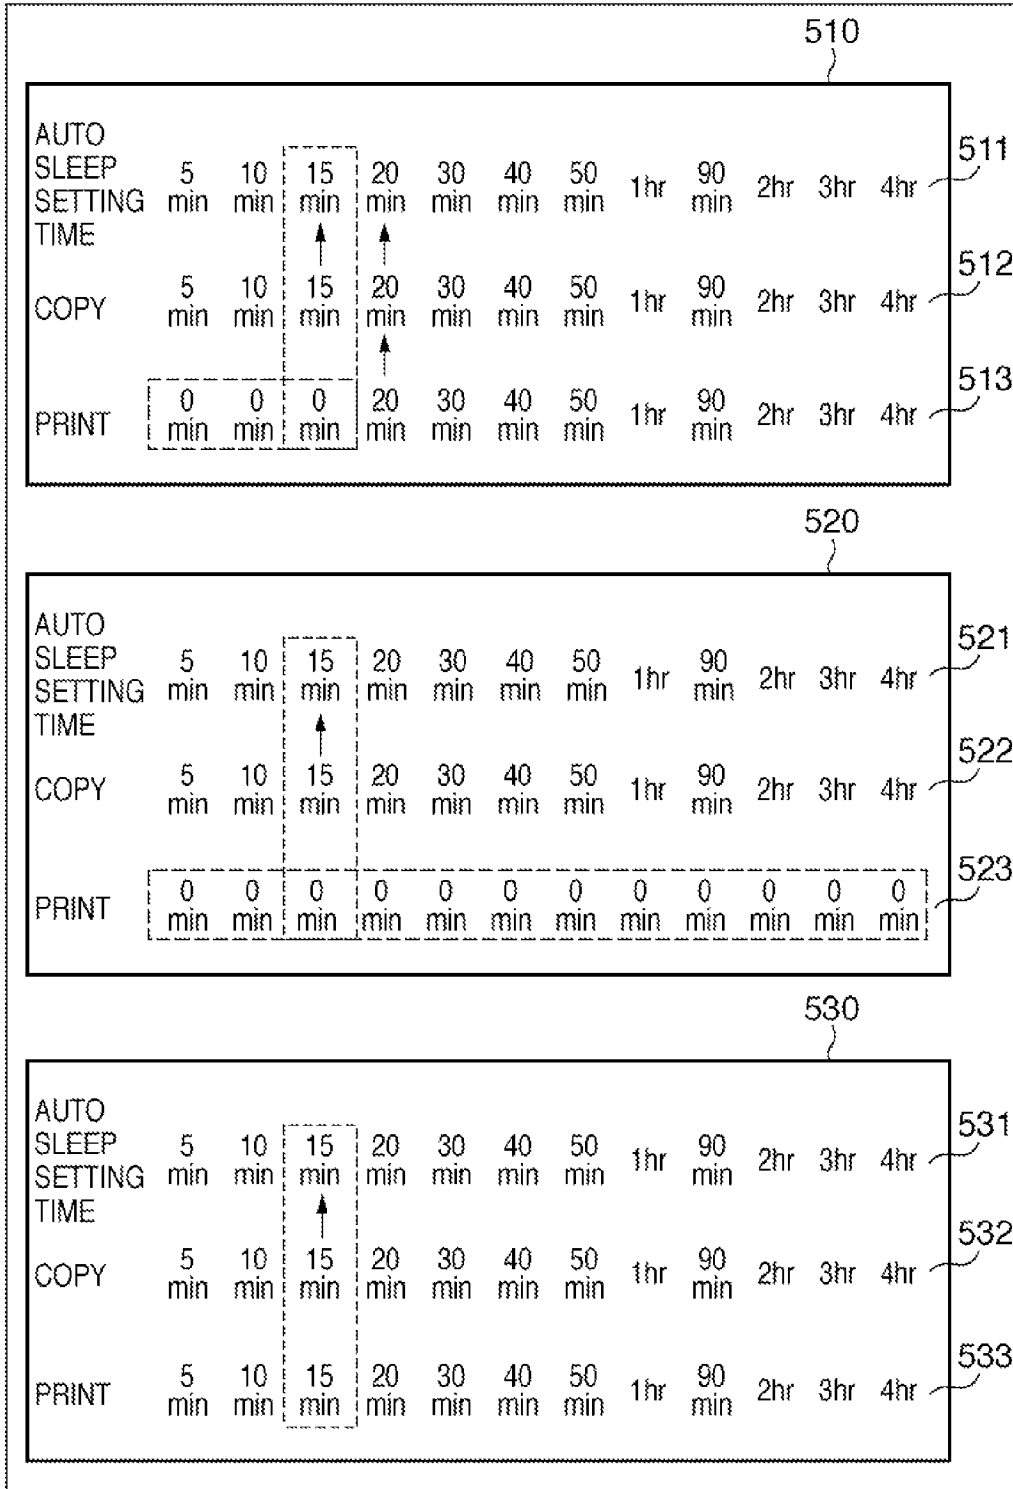 510
AUTO
SLEEP
SETTING
TIME
5 min 10 min 15 min 20 min 30 min 40 min 50 min 1hr 90 min 2hr 3hr 4hr
511
COPY
5 min 10 min 15 min 20 min 30 min 40 min 50 min 1hr 90 min 2hr 3hr 4hr
512
PRINT
0 min 0 min 0 min 20 min 30 min 40 min 50 min 1hr 90 min 2hr 3hr 4hr
513
520
AUTO
SLEEP
SETTING
TIME
5 min 10 min 15 min 20 min 30 min 40 min 50 min 1hr 90 min 2hr 3hr 4hr
521
COPY
5 min 10 min 15 min 20 min 30 min 40 min 50 min 1hr 90 min 2hr 3hr 4hr
522
PRINT
0 min 0 min 0 min 0 min 0 min 0 min 0 min 0 min 0 min 0 min 0 min 0 min
523
530
AUTO
SLEEP
SETTING
TIME
5 min 10 min 15 min 20 min 30 min 40 min 50 min 1hr 90 min 2hr 3hr 4hr
531
COPY
5 min 10 min 15 min 20 min 30 min 40 min 50 min 1hr 90 min 2hr 3hr 4hr
532
PRINT
5 min 10 min 15 min 20 min 30 min 40 min 50 min 1hr 90 min 2hr 3hr 4hr
533